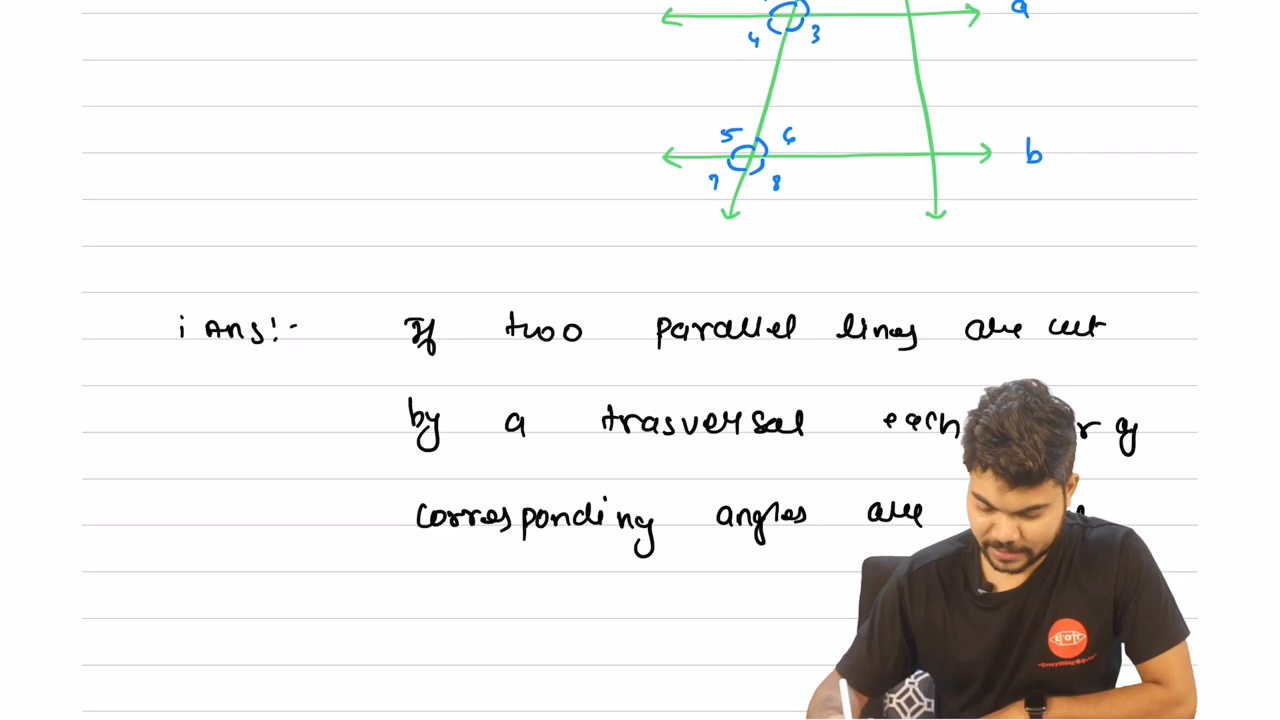 a
4 3
5 6
b
7 8
i Ans:- If two parallel lines are cut
by a trasversal each
corresponding angles are
EOT